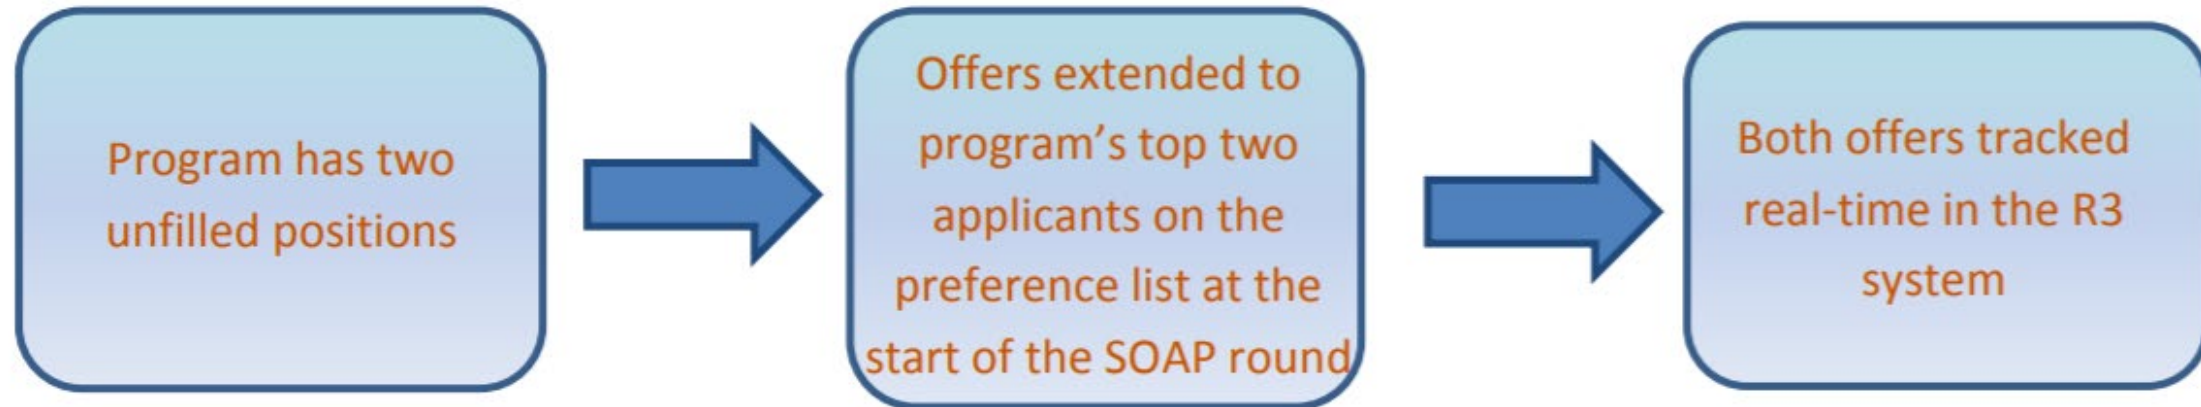 Program has two
unfilled positions
Offers extended to
program's top two
applicants on the
preference list at the
start of the SOAP round
Both offers tracked
real-time in the R3
system